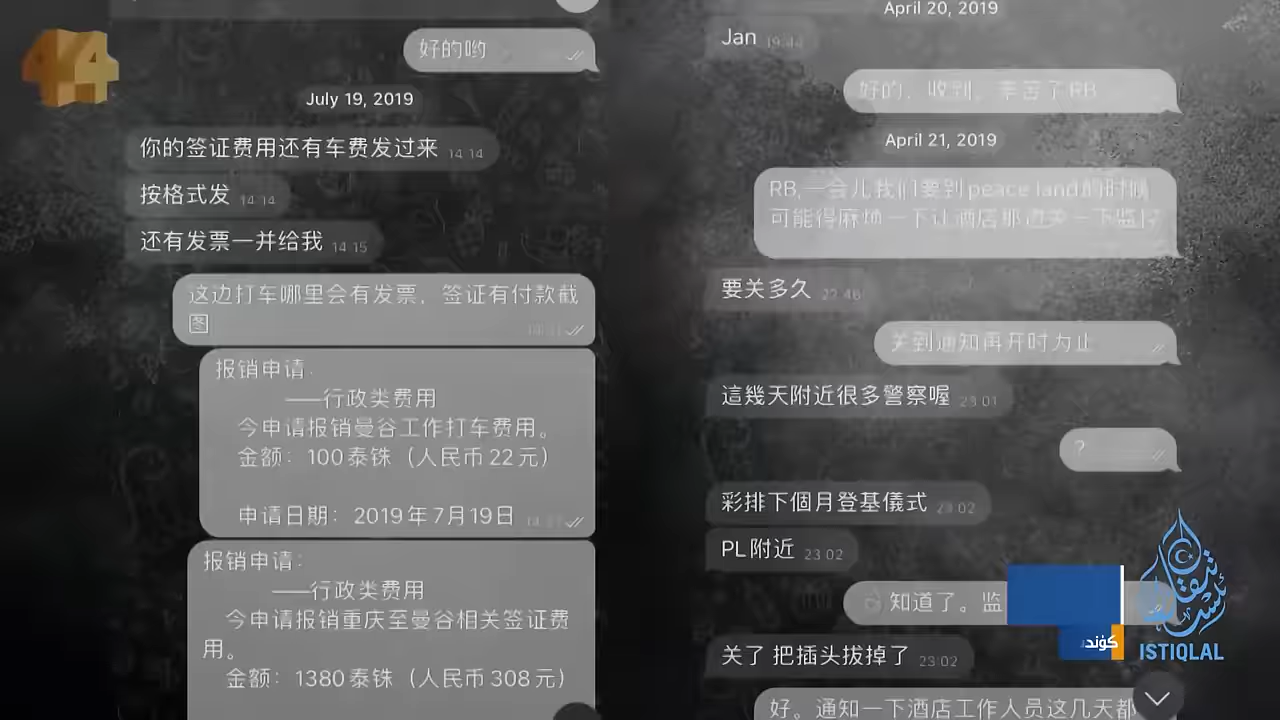 44
好的哟
July 19, 2019
你的签证费用还有车费发过来 14:14
按格式发 14:14
还有发票一并给我 14:15
这边打车哪里会有发票，签证有付款截
图
报销申请：
——行政类费用
今申请报销曼谷工作打车费用。
金额：100泰铢（人民币22元）
申请日期：2019年7月19日
报销申请：
——行政类费用
今申请报销重庆至曼谷相关签证费
用。
金额：1380泰铢（人民币308元）
April 20, 2019
Jan 19:44
好的，收到，辛苦了RB
April 21, 2019
RB,一会儿我们要到peace land的时候
可能得麻烦一下让酒店那边关一下监控
要关多久 22:46
关到通知再开时为止
這幾天附近很多警察喔 23:01
?
彩排下個月登基儀式 23:02
PL附近 23:02
知道了。监
关了 把插头拔掉了 23:02
好。通知一下酒店工作人员这几天都
كۈندە
ISTIQLAL